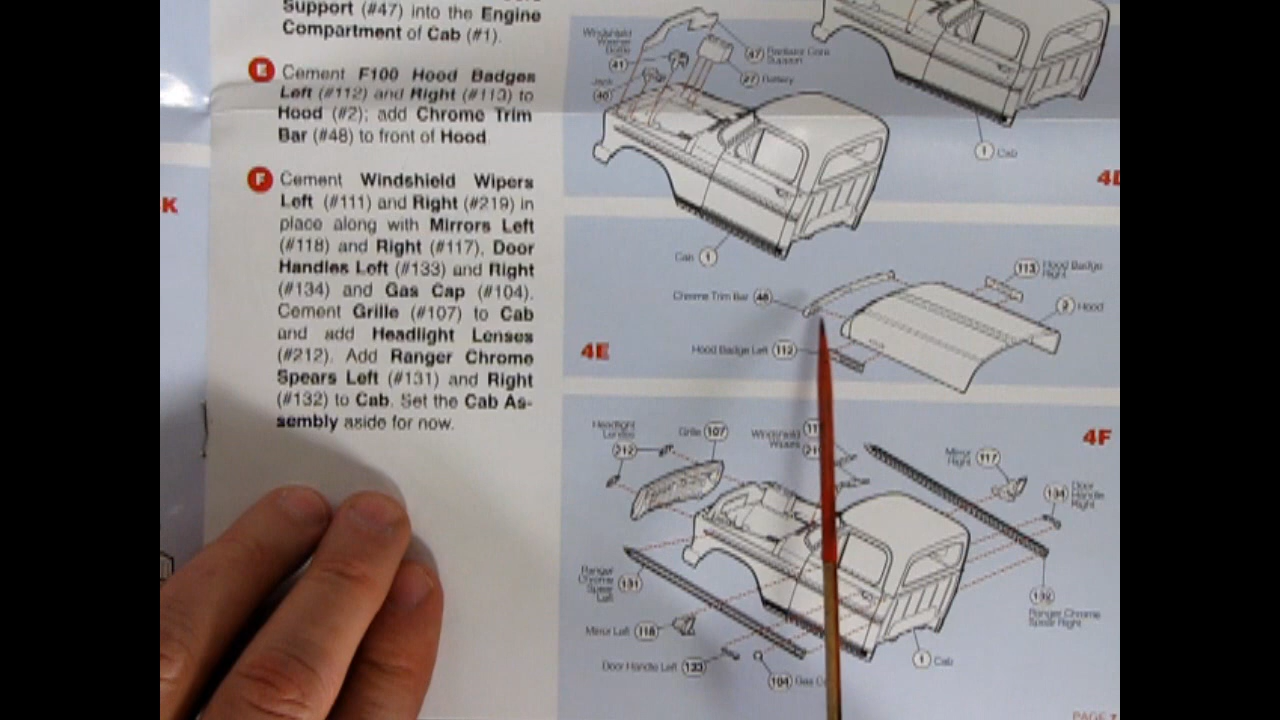 Support (#47) into the Engine
Compartment of Cab (#1).
E Cement F100 Hood Badges
Left (#112) and Right (#113) to
Hood (#2); add Chrome Trim
Bar (#48) to front of Hood.
F Cement Windshield Wipers
Left (#111) and Right (#219) in
place along with Mirrors Left
(#118) and Right (#117), Door
Handles Left (#133) and Right
(#134) and Gas Cap (#104).
Cement Grille (#107) to Cab
and add Headlight Lenses
(#212). Add Ranger Chrome
Spears Left (#131) and Right
(#132) to Cab. Set the Cab As-
sembly aside for now.
K
Windshield
Washer
Bottle
41
Jack
40
47 Radiator Core
Support
27 Battery
1 Cab
4D
Cab 1
Chrome Trim Bar 48
113 Hood Badge
Right
2 Hood
Hood Badge Left 112
4E
Headlight
Lenses
212
Grille 107
Windshield
Wipers
4F
Mirror
Right
117
134 Door
Handle
Right
Ranger
Chrome
Spear
Left
131
132
Ranger Chrome
Spear Right
Mirror Left 118
Door Handle Left 133
104 Gas
1 Cab
PAGE 7